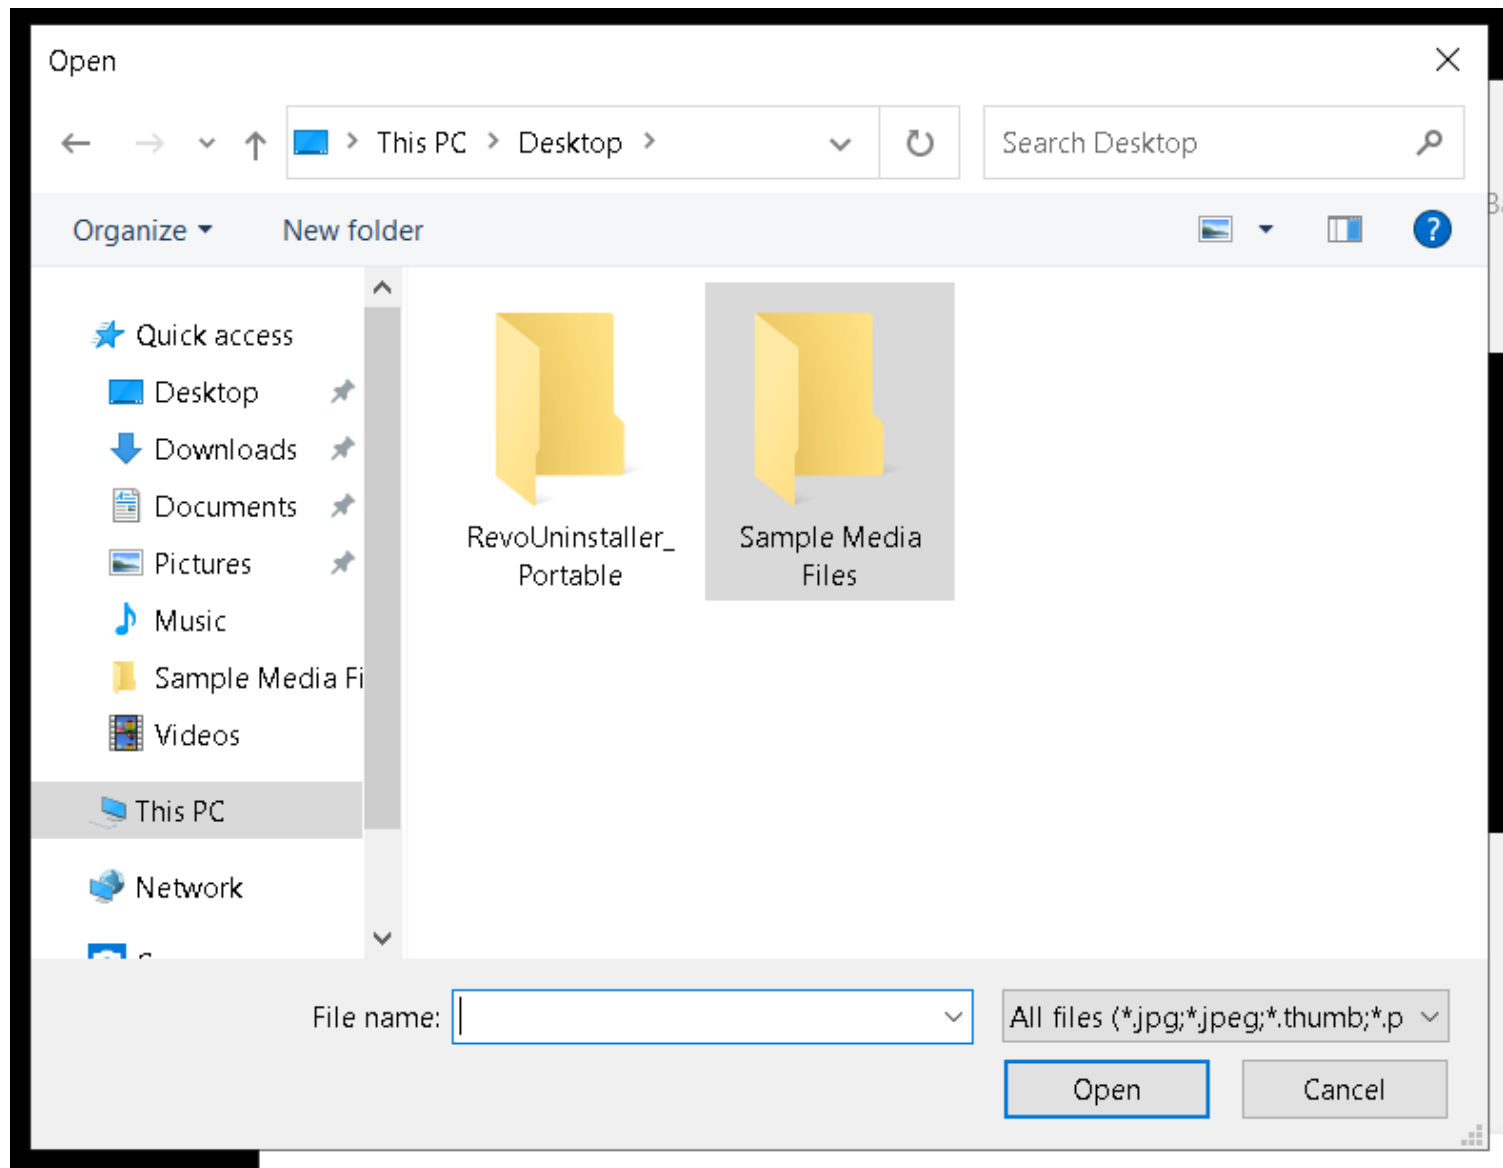 Open
This PC
Desktop
Search Desktop
Organize
New folder
?
Quick access
Desktop
Downloads
Documents
Pictures
Music
Sample Media Fi
Videos
This PC
Network
RevoUninstaller_
Portable
Sample Media
Files
File name:
All files (*.jpg;*.jpeg;*.thumb;*.p
Open
Cancel